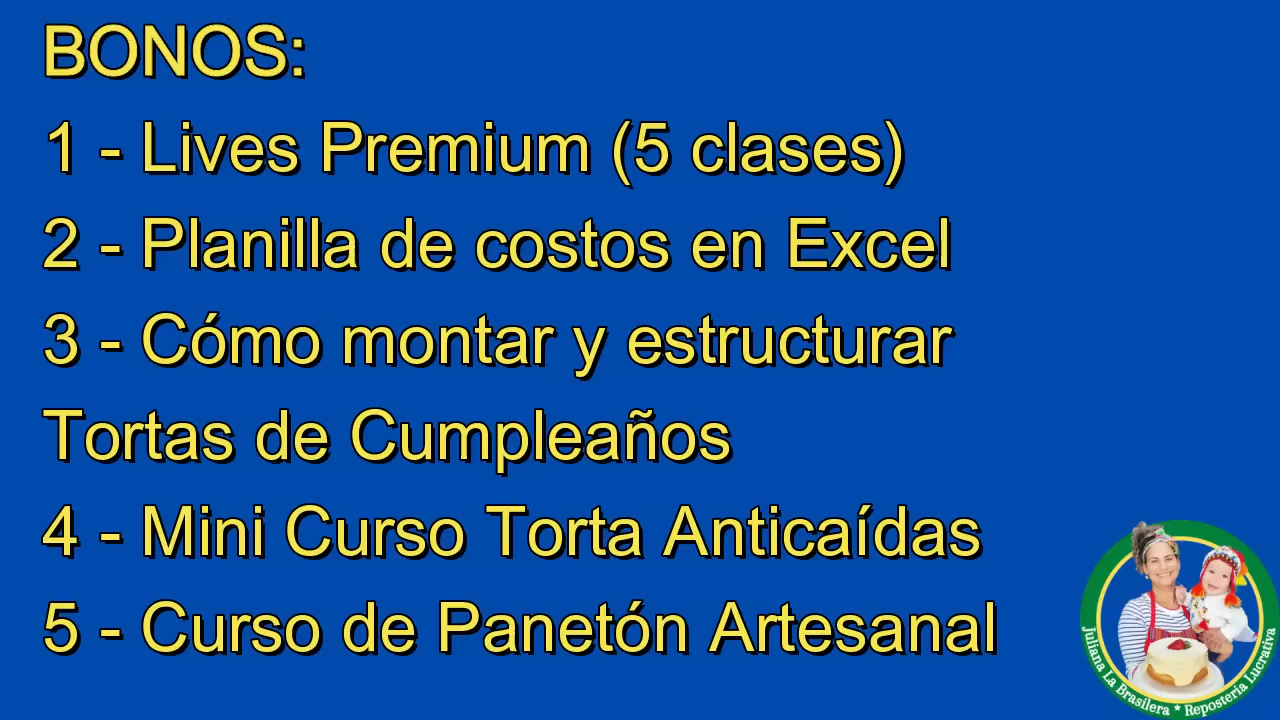 BONOS:
1 - Lives Premium (5 clases)
2 - Planilla de costos en Excel
3 - Cómo montar y estructurar
Tortas de Cumpleaños
4 - Mini Curso Torta Anticaídas
5 - Curso de Panetón Artesanal
Juliana La Brasilera * Reposteria Lucrativa